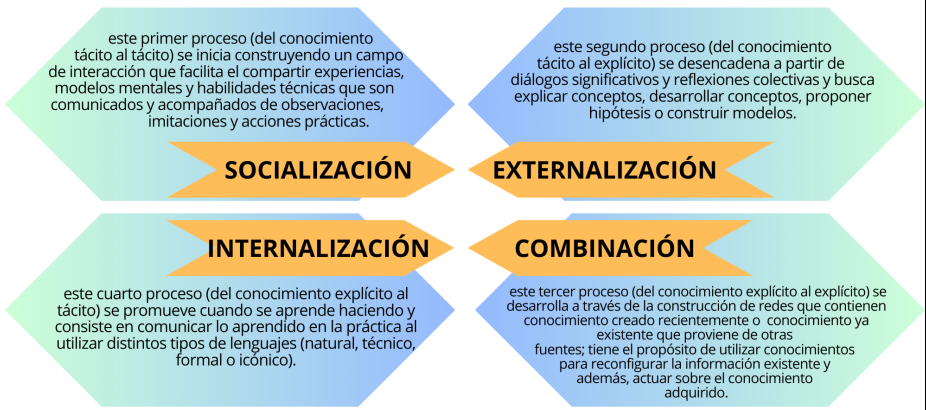 este primer proceso (del conocimiento
tácito al tácito) se inicia construyendo un campo
de interacción que facilita el compartir experiencias,
modelos mentales y habilidades técnicas que son
comunicados y acompañados de observaciones,
imitaciones y acciones prácticas.
SOCIALIZACIÓN
este segundo proceso (del conocimiento
tácito al explícito) se desencadena a partir de
diálogos significativos y reflexiones colectivas y busca
explicar conceptos, desarrollar conceptos, proponer
hipótesis o construir modelos.
EXTERNALIZACIÓN
INTERNALIZACIÓN
este cuarto proceso (del conocimiento explícito al
tácito) se promueve cuando se aprende haciendo y
consiste en comunicar lo aprendido en la práctica al
utilizar distintos tipos de lenguajes (natural, técnico,
formal o icónico).
COMBINACIÓN
este tercer proceso (del conocimiento explícito al explícito) se
desarrolla a través de la construcción de redes que contienen
conocimiento creado recientemente o conocimiento ya
existente que proviene de otras
fuentes; tiene el propósito de utilizar conocimientos
para reconfigurar la información existente y
además, actuar sobre el conocimiento
adquirido.